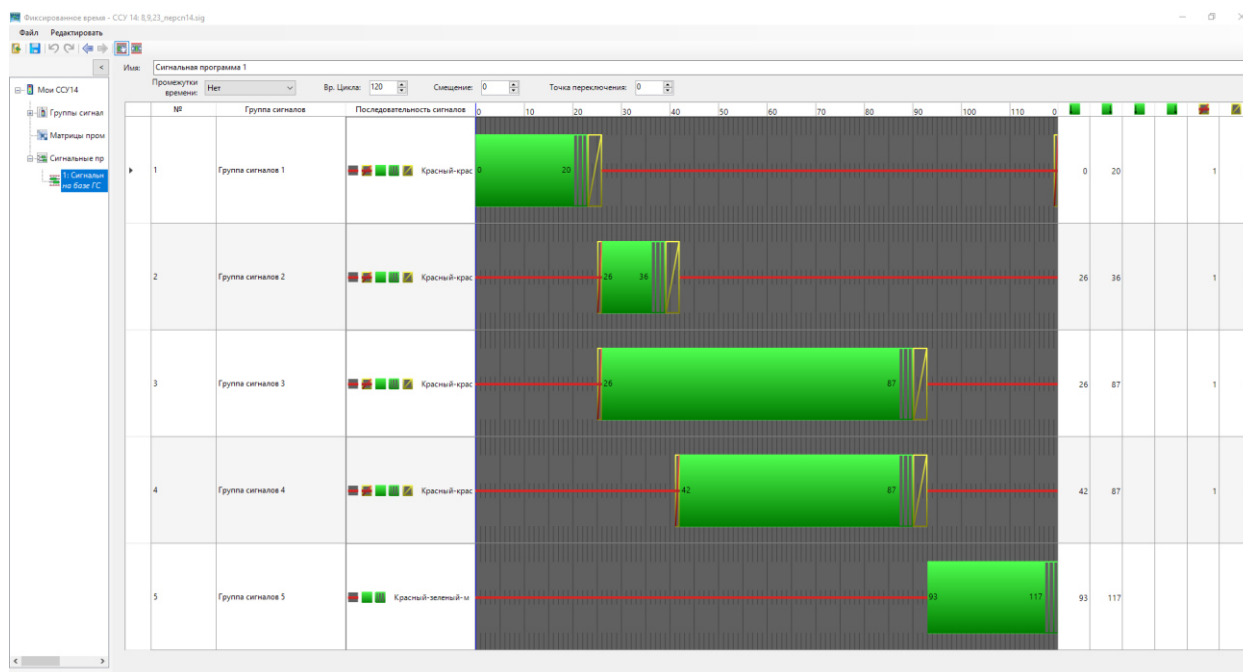 Фиксированное время - ССУ 14: 8,9,23_персп14.sig
Файл Редактировать
Имя: Сигнальная программа 1
Промежутки времени: Нет Вр. Цикла: 120 Смещение: 0 Точка переключения: 0
Мои ССУ14
Группы сигнал
Матрицы пром
Сигнальные пр
1: Сигнальн
на базе ГС
№ Группа сигналов Последовательность сигналов 0 10 20 30 40 50 60 70 80 90 100 110 0
1 Группа сигналов 1 Красный-крас 0 20 0 20 1
2 Группа сигналов 2 Красный-крас 26 36 26 36 1
3 Группа сигналов 3 Красный-крас 26 87 26 87 1
4 Группа сигналов 4 Красный-крас 42 87 42 87 1
5 Группа сигналов 5 Красный-зеленый-м 93 117 93 117